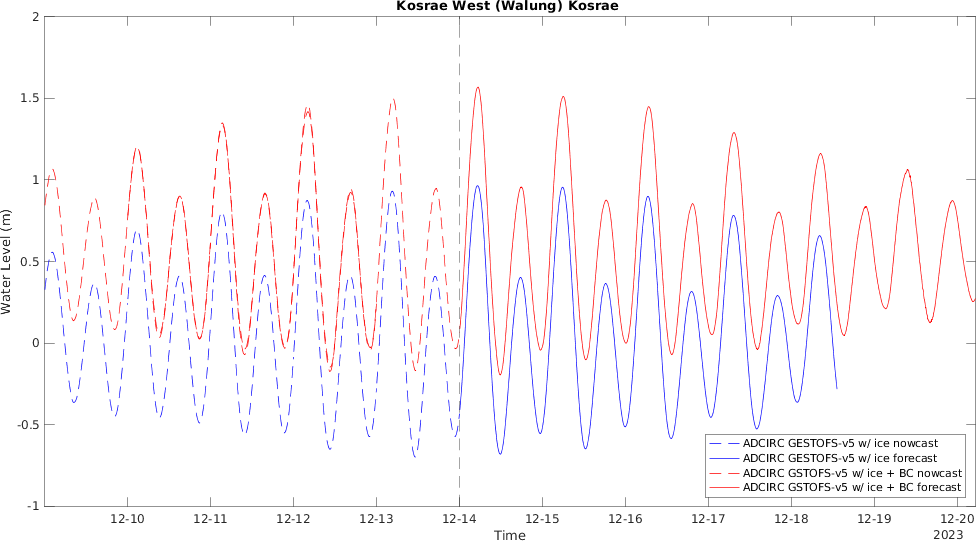 Kosrae West (Walung) Kosrae
Water Level (m)
2
1.5
1
0.5
0
-0.5
-1
12-10
12-11
12-12
12-13
12-14
12-15
12-16
12-17
12-18
12-19
12-20
Time
2023
ADCIRC GESTOFS-v5 w/ ice nowcast
ADCIRC GESTOFS-v5 w/ ice forecast
ADCIRC GSTOFS-v5 w/ ice + BC nowcast
ADCIRC GSTOFS-v5 w/ ice + BC forecast